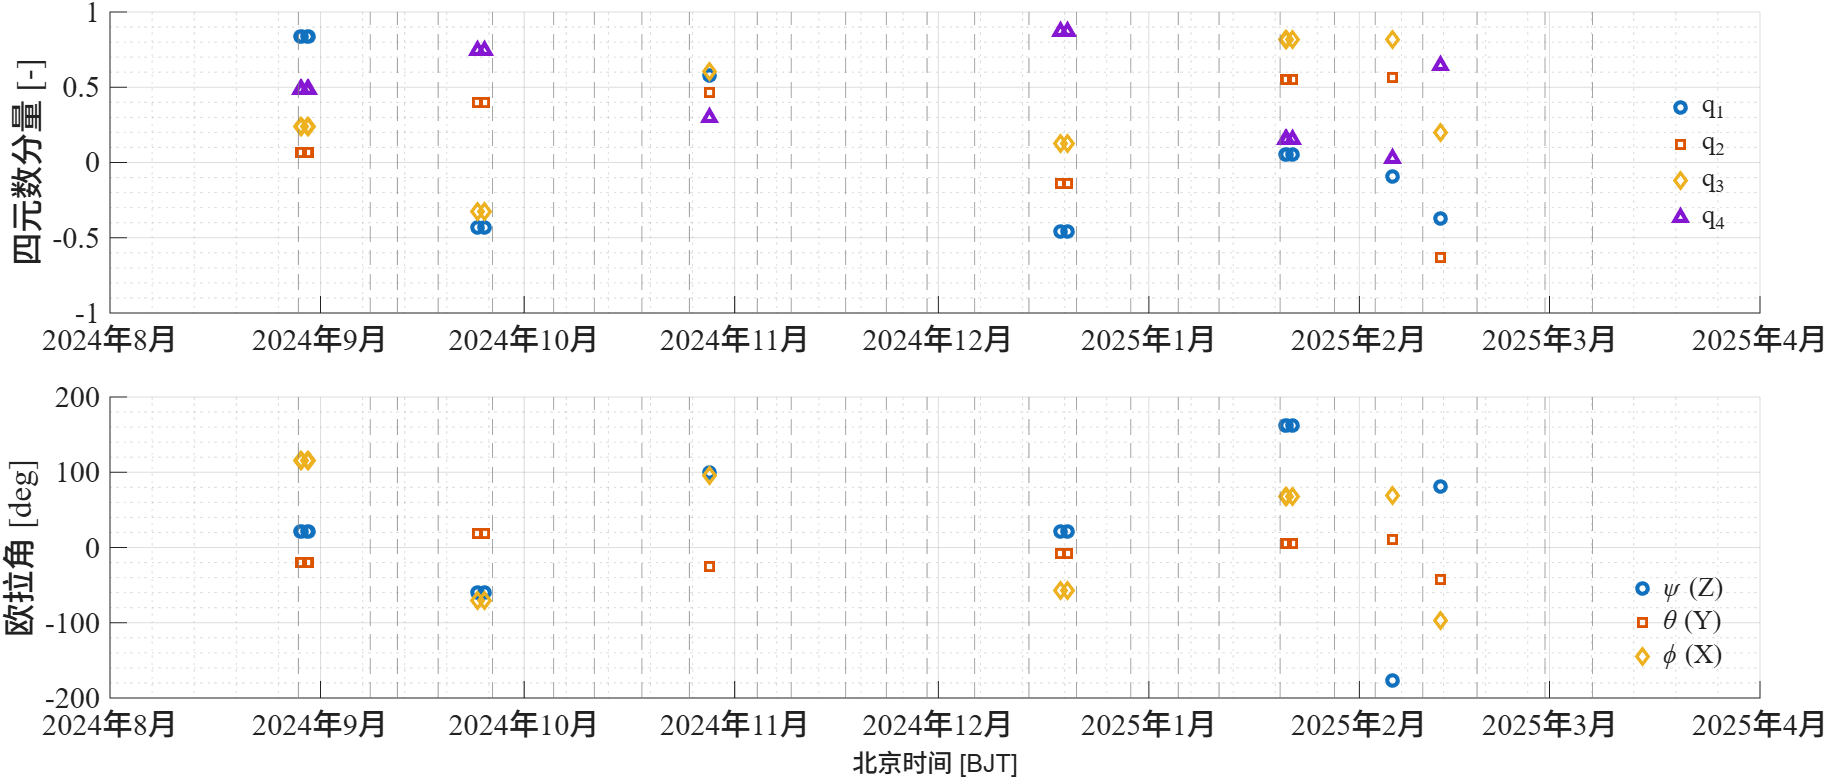 四元数分量 [-]
1
0.5
0
-0.5
-1
q1
q2
q3
q4
2024年8月 2024年9月 2024年10月 2024年11月 2024年12月 2025年1月 2025年2月 2025年3月 2025年4月
欧拉角 [deg]
200
100
0
-100
-200
ψ (Z)
θ (Y)
ϕ (X)
2024年8月 2024年9月 2024年10月 2024年11月 2024年12月 2025年1月 2025年2月 2025年3月 2025年4月
北京时间 [BJT]